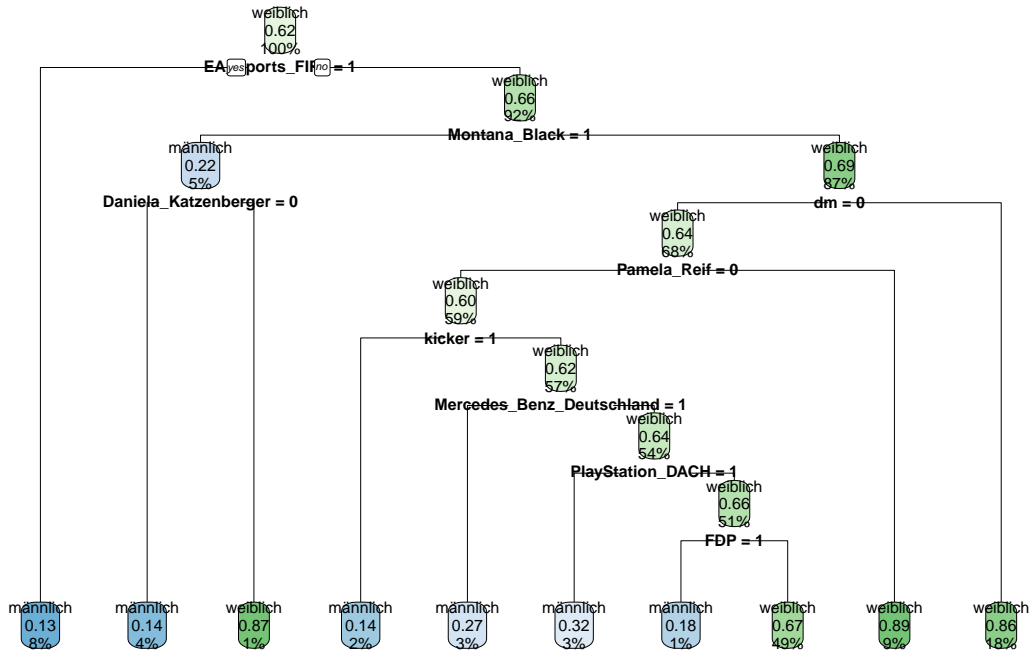 weiblich
0.62
100%
yes
no
= 1
weiblich
0.66
92%
Montana_Black = 1
männlich
0.22
5%
weiblich
0.69
87%
Daniela_Katzenberger = 0
dm = 0
weiblich
0.64
68%
Pamela_Reif = 0
weiblich
0.60
59%
kicker = 1
weiblich
0.62
57%
Mercedes_Benz_Deutschland = 1
weiblich
0.64
54%
PlayStation_DACH = 1
weiblich
0.66
51%
FDP = 1
männlich
0.13
8%
männlich
0.14
4%
weiblich
0.87
1%
männlich
0.14
2%
männlich
0.27
3%
männlich
0.32
3%
männlich
0.18
1%
weiblich
0.67
49%
weiblich
0.89
9%
weiblich
0.86
18%